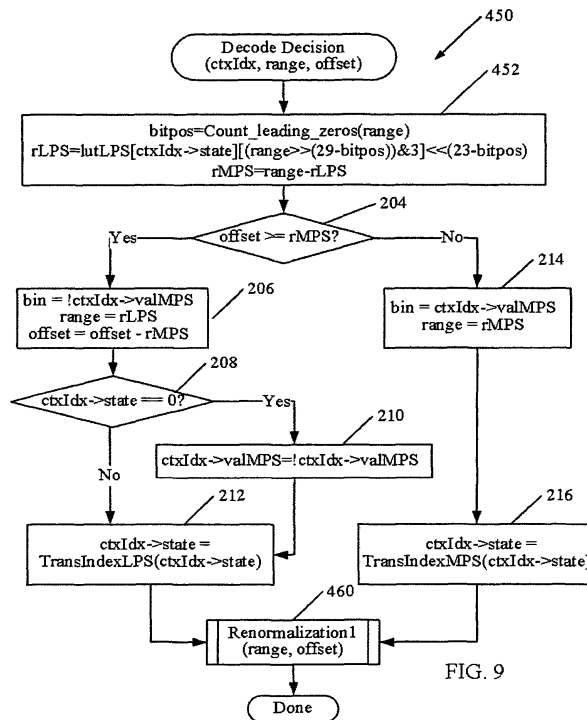 450
Decode Decision
(ctxIdx, range, offset)
452
bitpos=Count_leading_zeros(range)
rLPS=lutLPS[ctxIdx->state][(range>>(29-bitpos))&3]<<(23-bitpos)
rMPS=range-rLPS
204
offset >= rMPS?
Yes
No
206
bin = !ctxIdx->valMPS
range = rLPS
offset = offset - rMPS
214
bin = ctxIdx->valMPS
range = rMPS
208
ctxIdx->state == 0?
Yes
No
210
ctxIdx->valMPS=!ctxIdx->valMPS
212
ctxIdx->state =
TransIndexLPS(ctxIdx->state)
216
ctxIdx->state =
TransIndexMPS(ctxIdx->state)
460
Renormalization1
(range, offset)
FIG. 9
Done